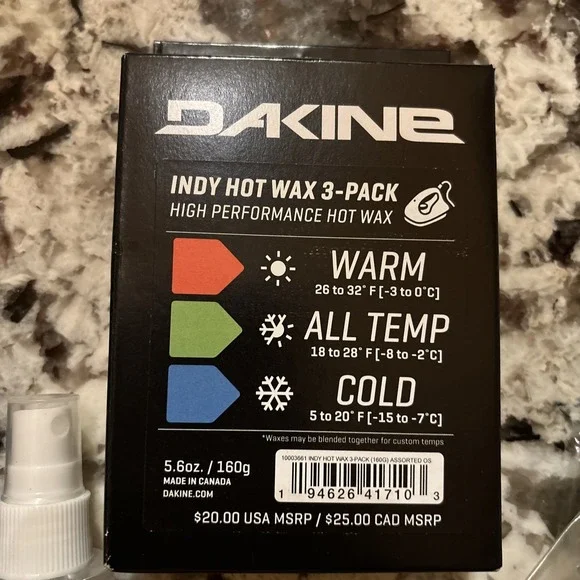 DAKINE
INDY HOT WAX 3-PACK
HIGH PERFORMANCE HOT WAX
WARM
26 to 32° F [-3 to 0°C]
ALL TEMP
18 to 28° F [-8 to -2°C]
COLD
5 to 20° F [-15 to -7°C]
*Waxes may be blended together for custom temps
5.6oz. / 160g
MADE IN CANADA
DAKINE.COM
10003661 INDY HOT WAX 3-PACK (160G) ASSORTED OS
1 94626 41710 3
$20.00 USA MSRP / $25.00 CAD MSRP